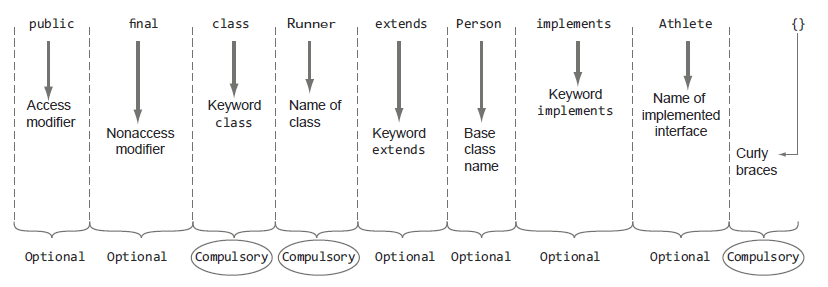 public final class Runner extends Person implements Athlete {}
Access
modifier
Nonaccess
modifier
Keyword
class
Name of
class
Keyword
extends
Base
class
name
Keyword
implements
Name of
implemented
interface
Curly
braces
Optional Optional Compulsory Compulsory Optional Optional Optional Optional Compulsory